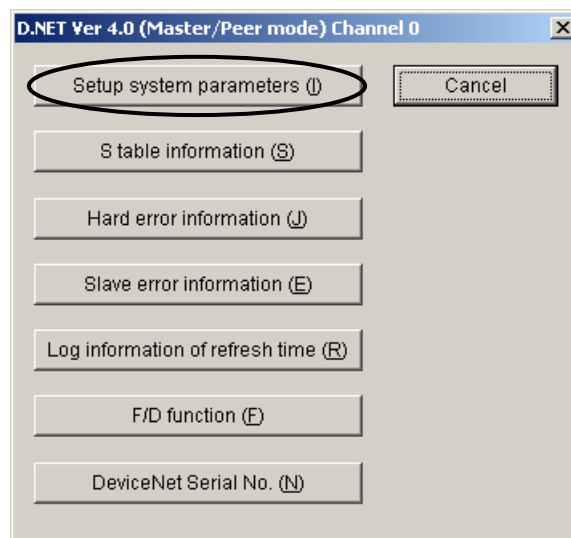 D.NET Ver 4.0 (Master/Peer mode) Channel 0
Setup system parameters (I)
Cancel
S table information (S)
Hard error information (J)
Slave error information (E)
Log information of refresh time (R)
F/D function (F)
DeviceNet Serial No. (N)